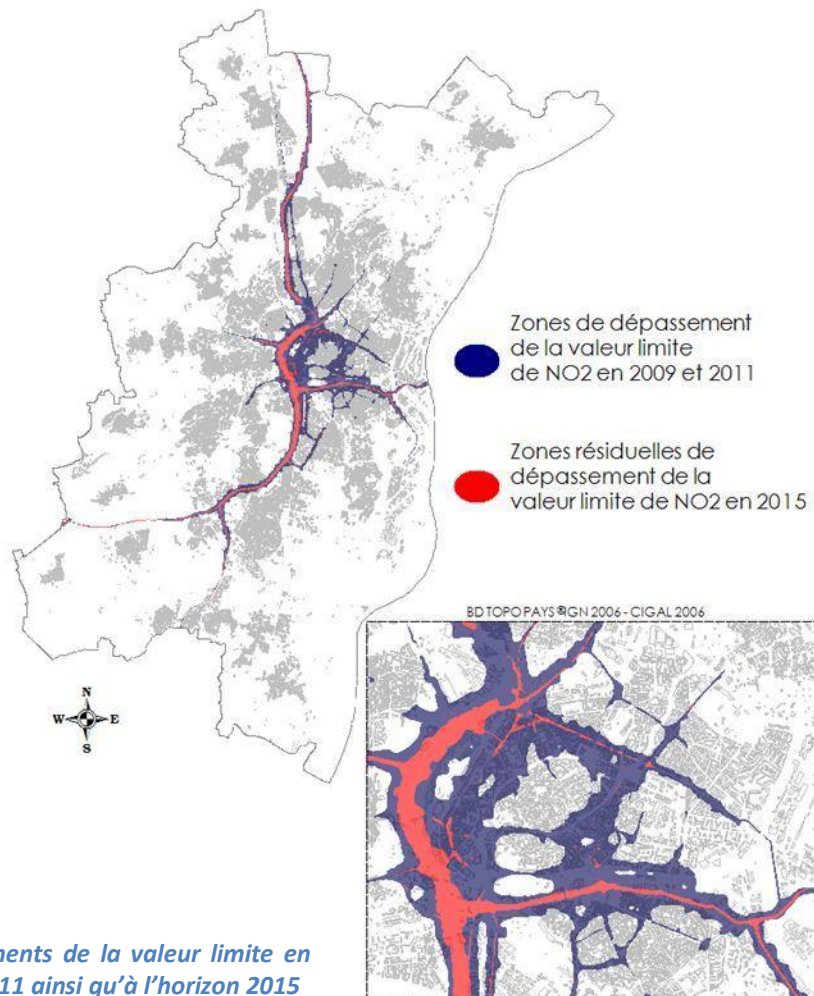 Zones de dépassement
de la valeur limite
de NO2 en 2009 et 2011
Zones résiduelles de
dépassement de la
valeur limite de NO2 en 2015
BD TOPO PAYS ©IGN 2006 - CIGAL 2006
N
W E
S
ents de la valeur limite en
11 ainsi qu'à l'horizon 2015